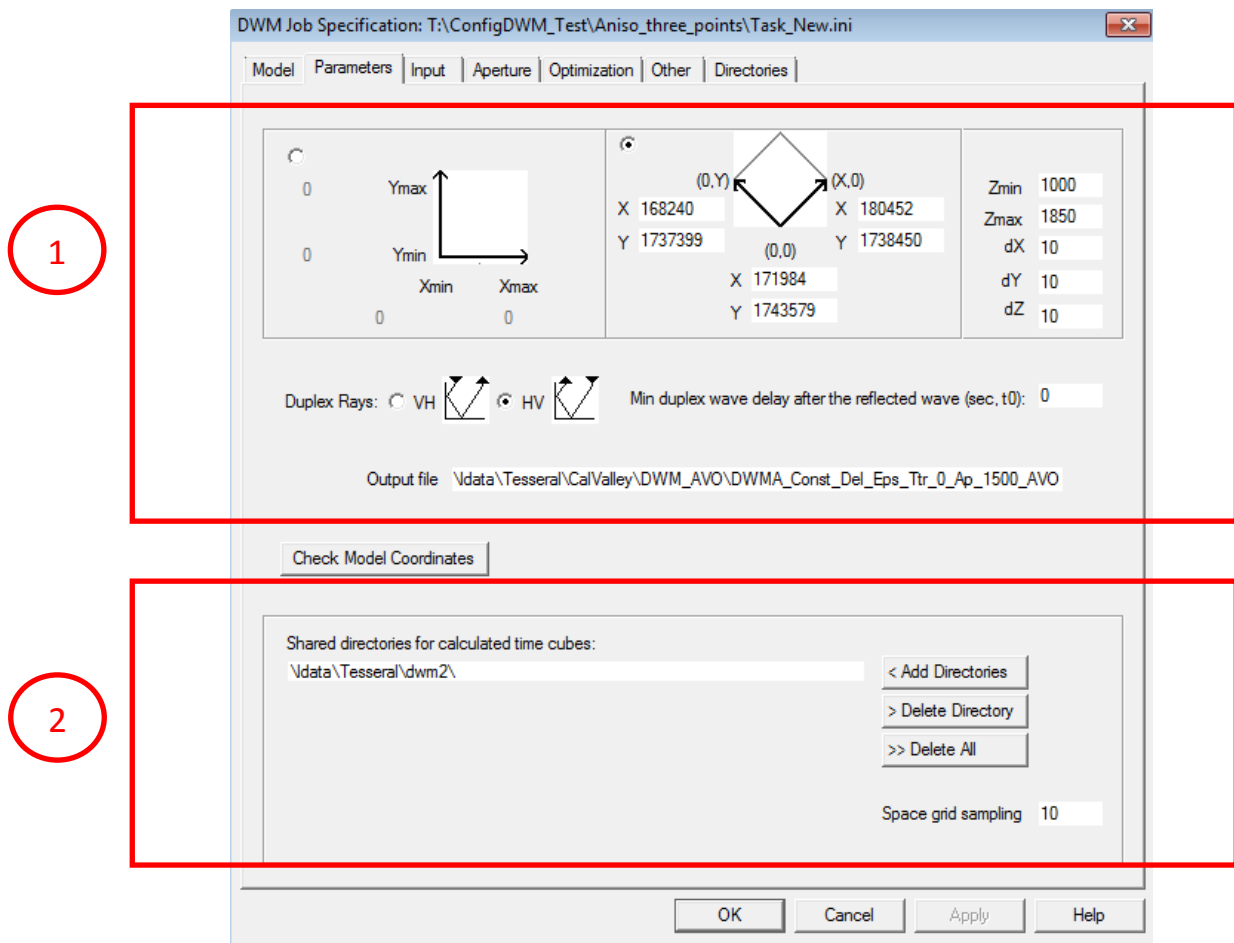 DWM Job Specification: T:\ConfigDWM_Test\Aniso_three_points\Task_New.ini
Model Parameters Input Aperture Optimization Other Directories
1
0 Ymax
0 Ymin
Xmin Xmax
0 0
(0,Y) (X,0)
X 168240 X 180452
Y 1737399 Y 1738450
(0,0)
X 171984
Y 1743579
Zmin 1000
Zmax 1850
dX 10
dY 10
dZ 10
Duplex Rays: VH HV Min duplex wave delay after the reflected wave (sec, t0): 0
Output file \ldata\Tesseral\CalValley\DWM_AVO\DWMA_Const_Del_Eps_Ttr_0_Ap_1500_AVO
Check Model Coordinates
2
Shared directories for calculated time cubes:
\ldata\Tesseral\dwm2\
< Add Directories
> Delete Directory
>> Delete All
Space grid sampling 10
OK Cancel Apply Help